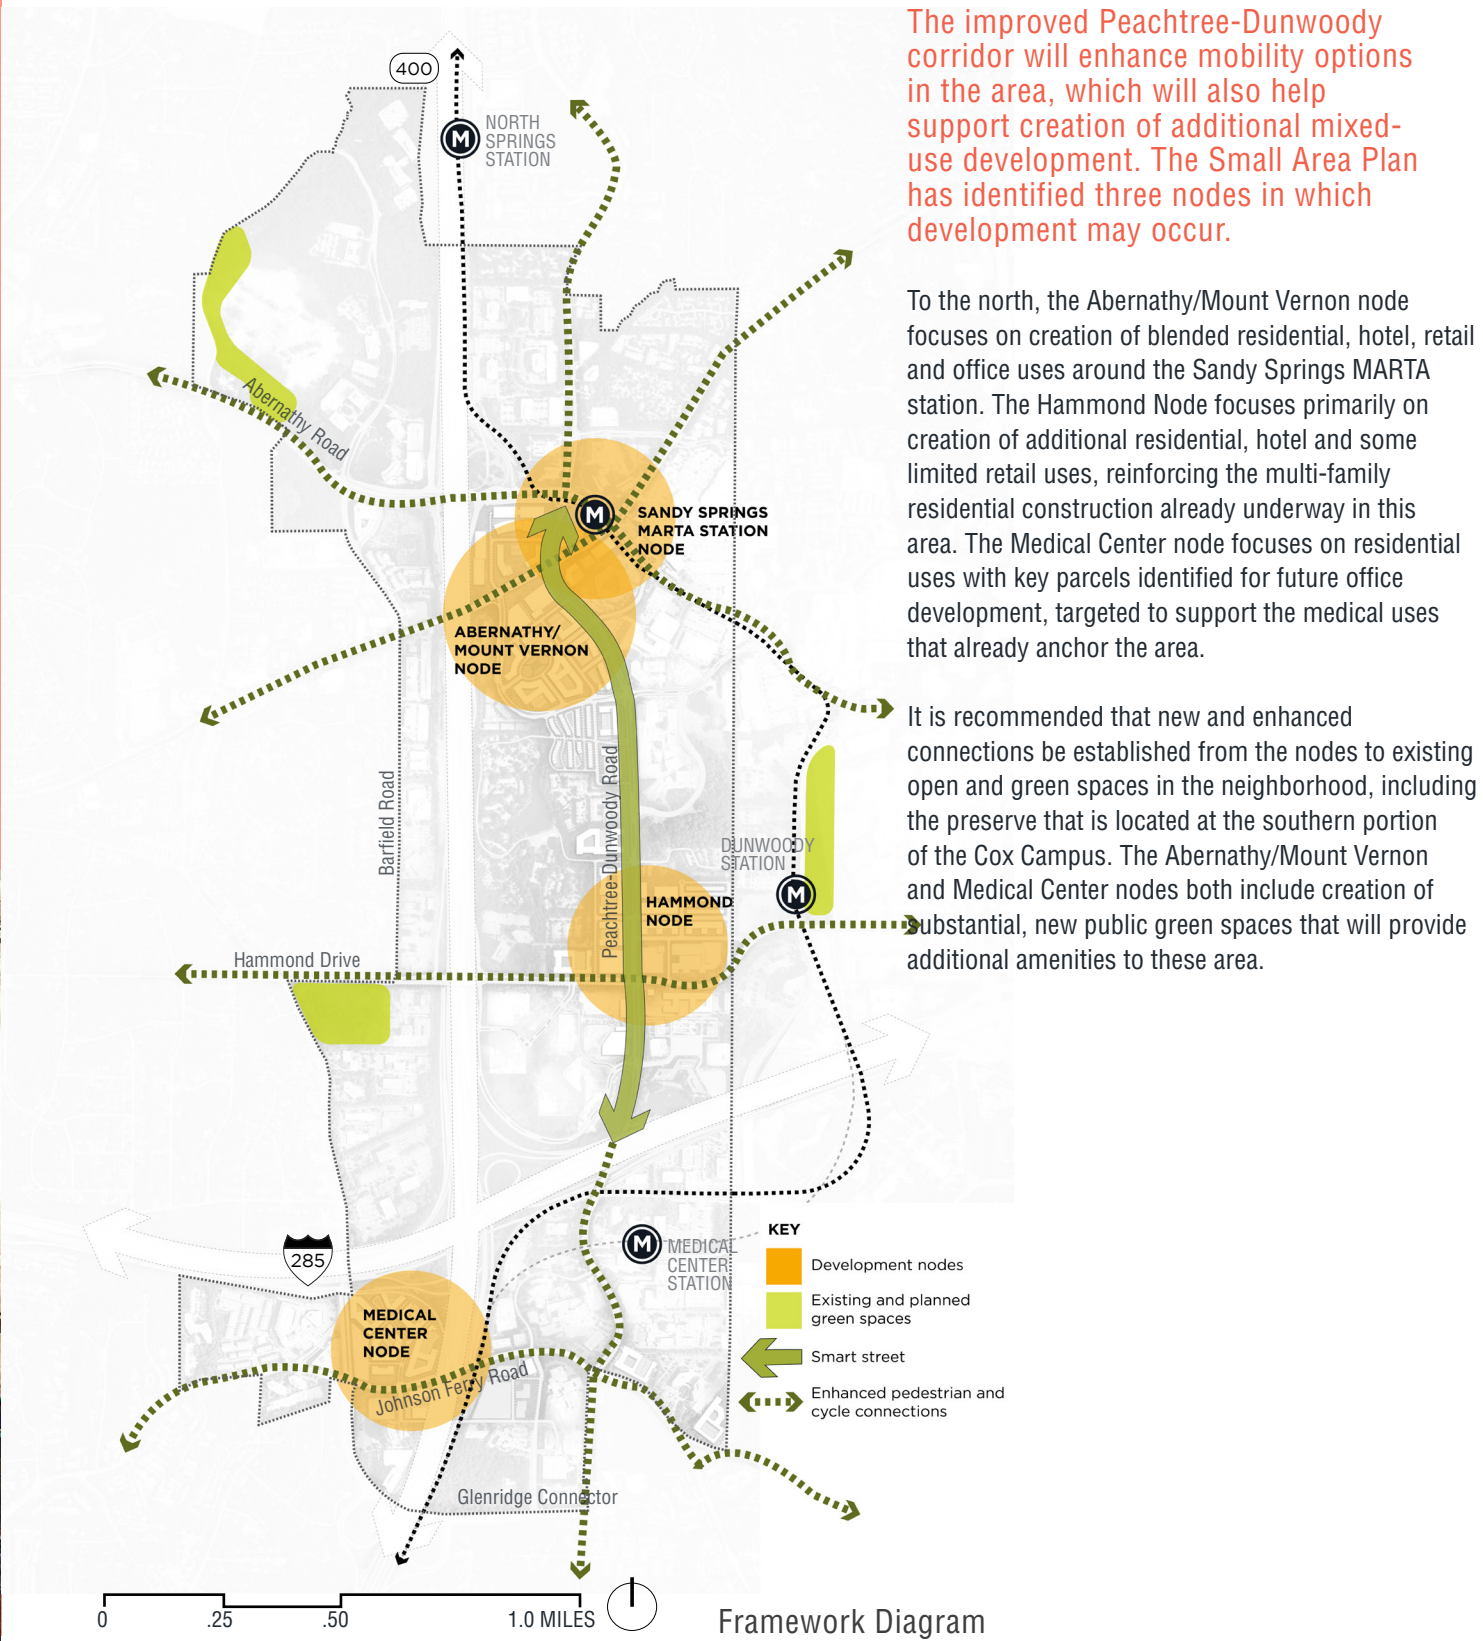 The improved Peachtree-Dunwoody
corridor will enhance mobility options
in the area, which will also help
support creation of additional mixed-
use development. The Small Area Plan
has identified three nodes in which
development may occur.
To the north, the Abernathy/Mount Vernon node
focuses on creation of blended residential, hotel, retail
and office uses around the Sandy Springs MARTA
station. The Hammond Node focuses primarily on
creation of additional residential, hotel and some
limited retail uses, reinforcing the multi-family
residential construction already underway in this
area. The Medical Center node focuses on residential
uses with key parcels identified for future office
development, targeted to support the medical uses
that already anchor the area.
It is recommended that new and enhanced
connections be established from the nodes to existing
open and green spaces in the neighborhood, including
the preserve that is located at the southern portion
of the Cox Campus. The Abernathy/Mount Vernon
and Medical Center nodes both include creation of
substantial, new public green spaces that will provide
additional amenities to these area.
400
M
NORTH
SPRINGS
STATION
Abernathy Road
M
SANDY SPRINGS
MARTA STATION
NODE
ABERNATHY/
MOUNT VERNON
NODE
Barfield Road
Peachtree-Dunwoody Road
DUNWOODY
STATION
M
HAMMOND
NODE
Hammond Drive
285
M
MEDICAL
CENTER
STATION
MEDICAL
CENTER
NODE
Johnson Ferry Road
Glenridge Connector
KEY
Development nodes
Existing and planned
green spaces
Smart street
Enhanced pedestrian and
cycle connections
0 .25 .50 1.0 MILES
Framework Diagram